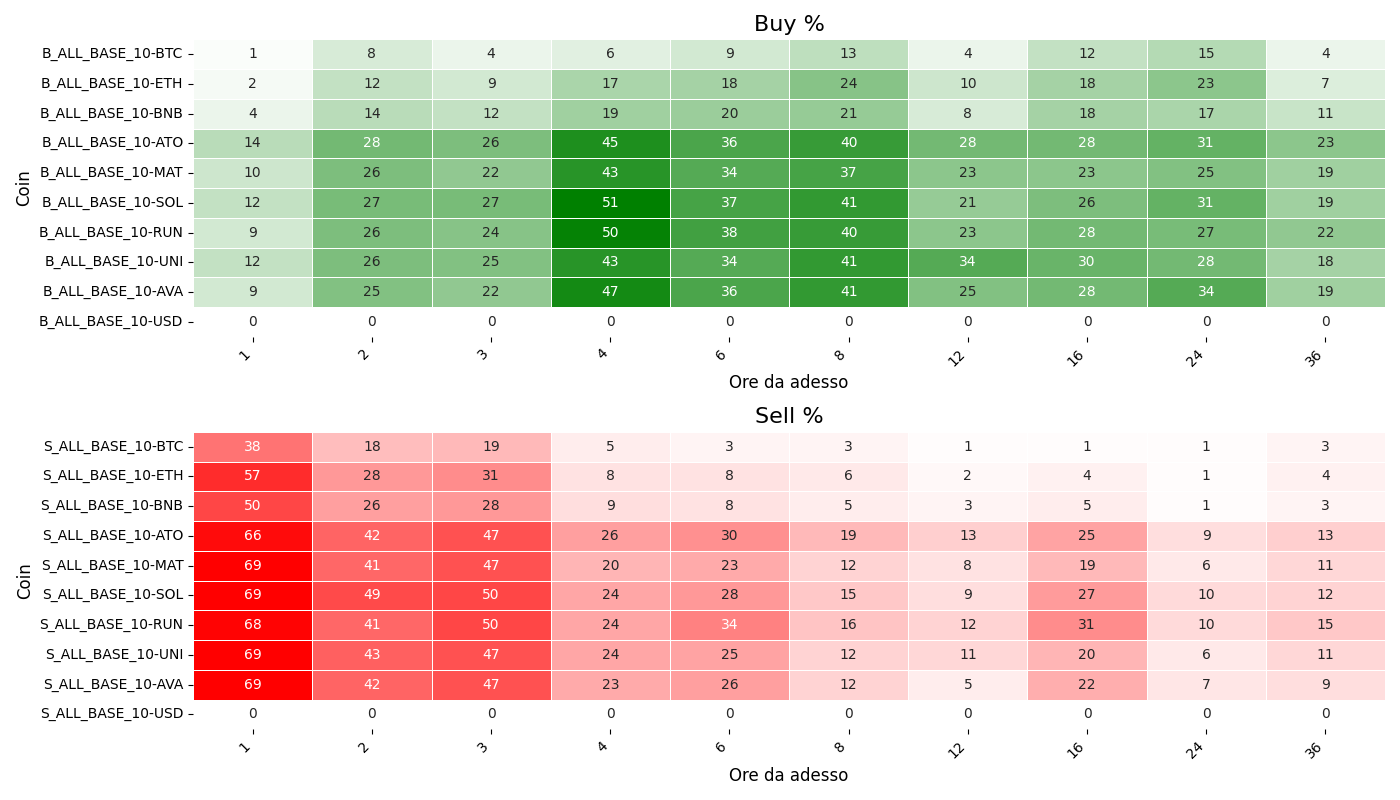 Buy %
Coin
B_ALL_BASE_10-BTC 1 8 4 6 9 13 4 12 15 4
B_ALL_BASE_10-ETH 2 12 9 17 18 24 10 18 23 7
B_ALL_BASE_10-BNB 4 14 12 19 20 21 8 18 17 11
B_ALL_BASE_10-ATO 14 28 26 45 36 40 28 28 31 23
B_ALL_BASE_10-MAT 10 26 22 43 34 37 23 23 25 19
B_ALL_BASE_10-SOL 12 27 27 51 37 41 21 26 31 19
B_ALL_BASE_10-RUN 9 26 24 50 38 40 23 28 27 22
B_ALL_BASE_10-UNI 12 26 25 43 34 41 34 30 28 18
B_ALL_BASE_10-AVA 9 25 22 47 36 41 25 28 34 19
B_ALL_BASE_10-USD 0 0 0 0 0 0 0 0 0 0
1 2 3 4 6 8 12 16 24 36
Ore da adesso
Sell %
Coin
S_ALL_BASE_10-BTC 38 18 19 5 3 3 1 1 1 3
S_ALL_BASE_10-ETH 57 28 31 8 8 6 2 4 1 4
S_ALL_BASE_10-BNB 50 26 28 9 8 5 3 5 1 3
S_ALL_BASE_10-ATO 66 42 47 26 30 19 13 25 9 13
S_ALL_BASE_10-MAT 69 41 47 20 23 12 8 19 6 11
S_ALL_BASE_10-SOL 69 49 50 24 28 15 9 27 10 12
S_ALL_BASE_10-RUN 68 41 50 24 34 16 12 31 10 15
S_ALL_BASE_10-UNI 69 43 47 24 25 12 11 20 6 11
S_ALL_BASE_10-AVA 69 42 47 23 26 12 5 22 7 9
S_ALL_BASE_10-USD 0 0 0 0 0 0 0 0 0 0
1 2 3 4 6 8 12 16 24 36
Ore da adesso